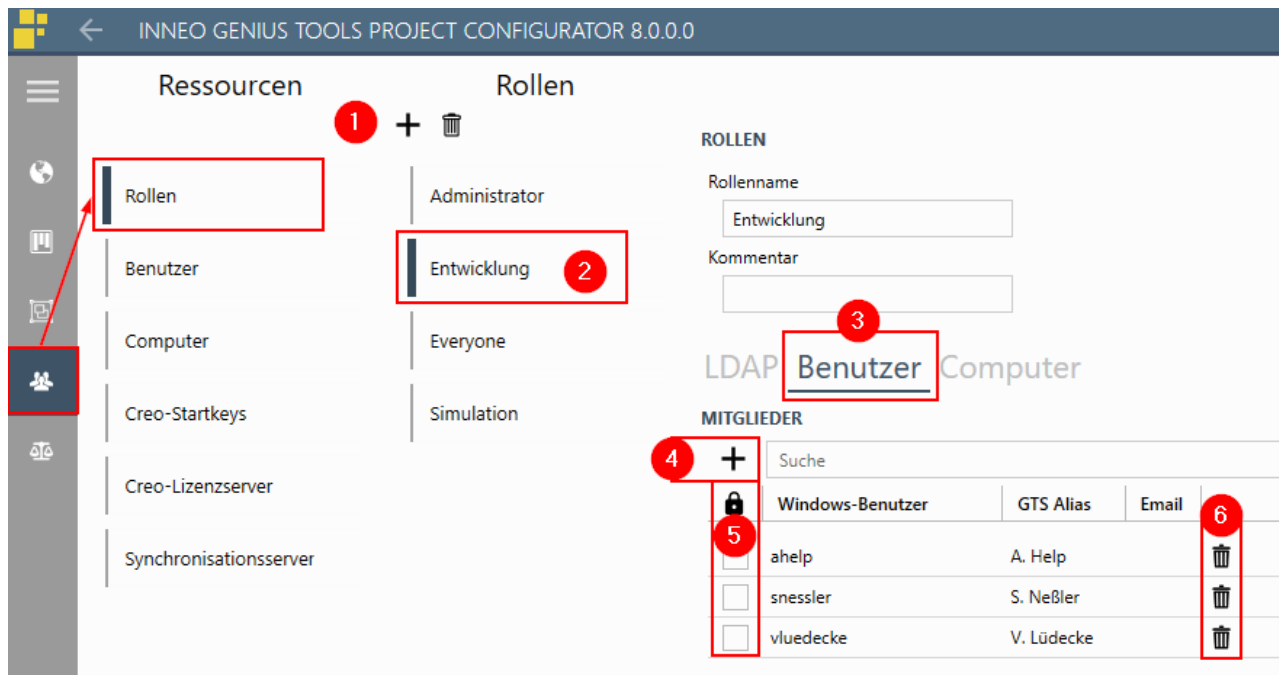 INNEO GENIUS TOOLS PROJECT CONFIGURATOR 8.0.0.0
Ressourcen
Rollen
1
Rollen
Benutzer
Computer
Creo-Startkeys
Creo-Lizenzserver
Synchronisationsserver
Administrator
Entwicklung
2
Everyone
Simulation
ROLLEN
Rollenname
Entwicklung
Kommentar
3
LDAP Benutzer Computer
MITGLIEDER
4
Suche
Windows-Benutzer GTS Alias Email
5
6
ahelp A. Help
snessler S. Neßler
vluedecke V. Lüdecke